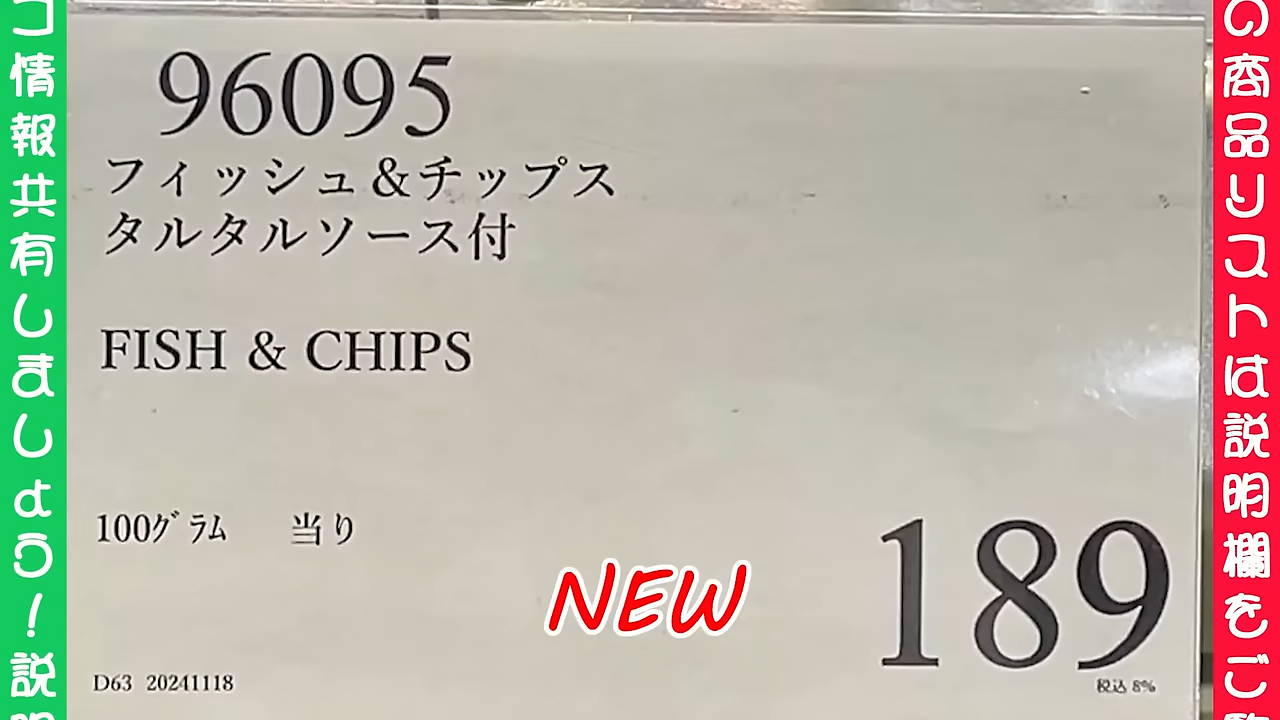 コ情報共有しましょう！説明
96095
フィッシュ&チップス
タルタルソース付
FISH & CHIPS
100グラム 当り
NEW
189
税込 8%
D63 20241118
の商品リストは説明欄をご覧